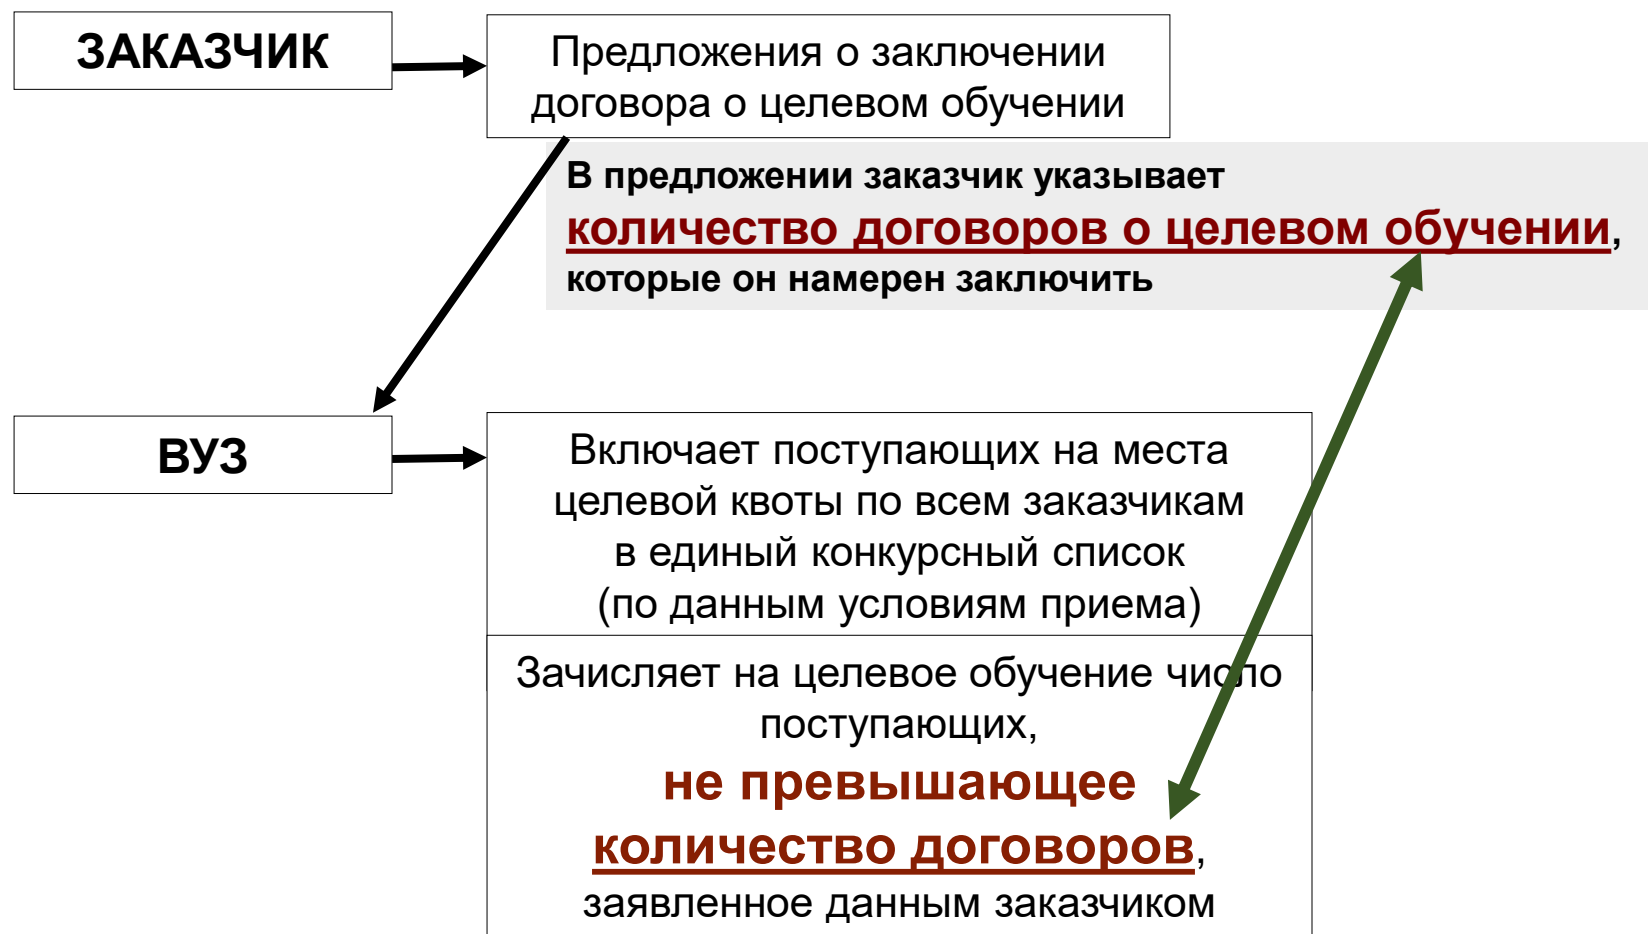 ЗАКАЗЧИК
Предложения о заключении
договора о целевом обучении
В предложении заказчик указывает
количество договоров о целевом обучении,
которые он намерен заключить
ВУЗ
Включает поступающих на места
целевой квоты по всем заказчикам
в единый конкурсный список
(по данным условиям приема)
Зачисляет на целевое обучение число
поступающих,
не превышающее
количество договоров,
заявленное данным заказчиком